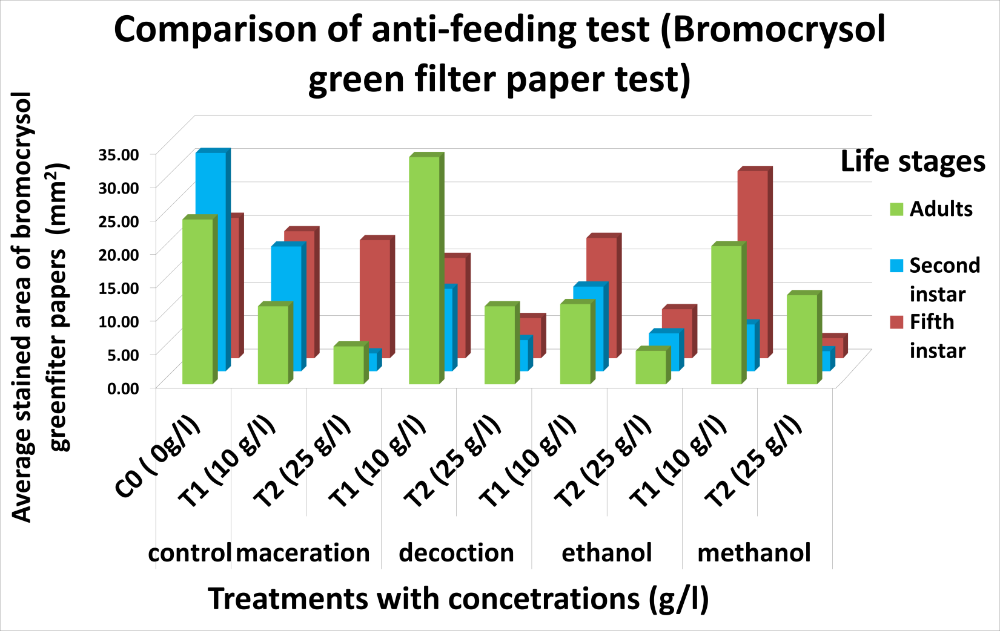 Comparison of anti-feeding test (Bromocrysol
green filter paper test)
Average stained area of bromocrysol
greenfiter papers (mm²)
35.00
30.00
25.00
20.00
15.00
10.00
5.00
0.00
Life stages
Adults
Second
instar
Fifth
instar
C0 ( 0g/l)
T1 (10 g/l)
T2 (25 g/l)
T1 (10 g/l)
T2 (25 g/l)
T1 (10 g/l)
T2 (25 g/l)
T1 (10 g/l)
T2 (25 g/l)
control maceration decoction ethanol methanol
Treatments with concetrations (g/l)